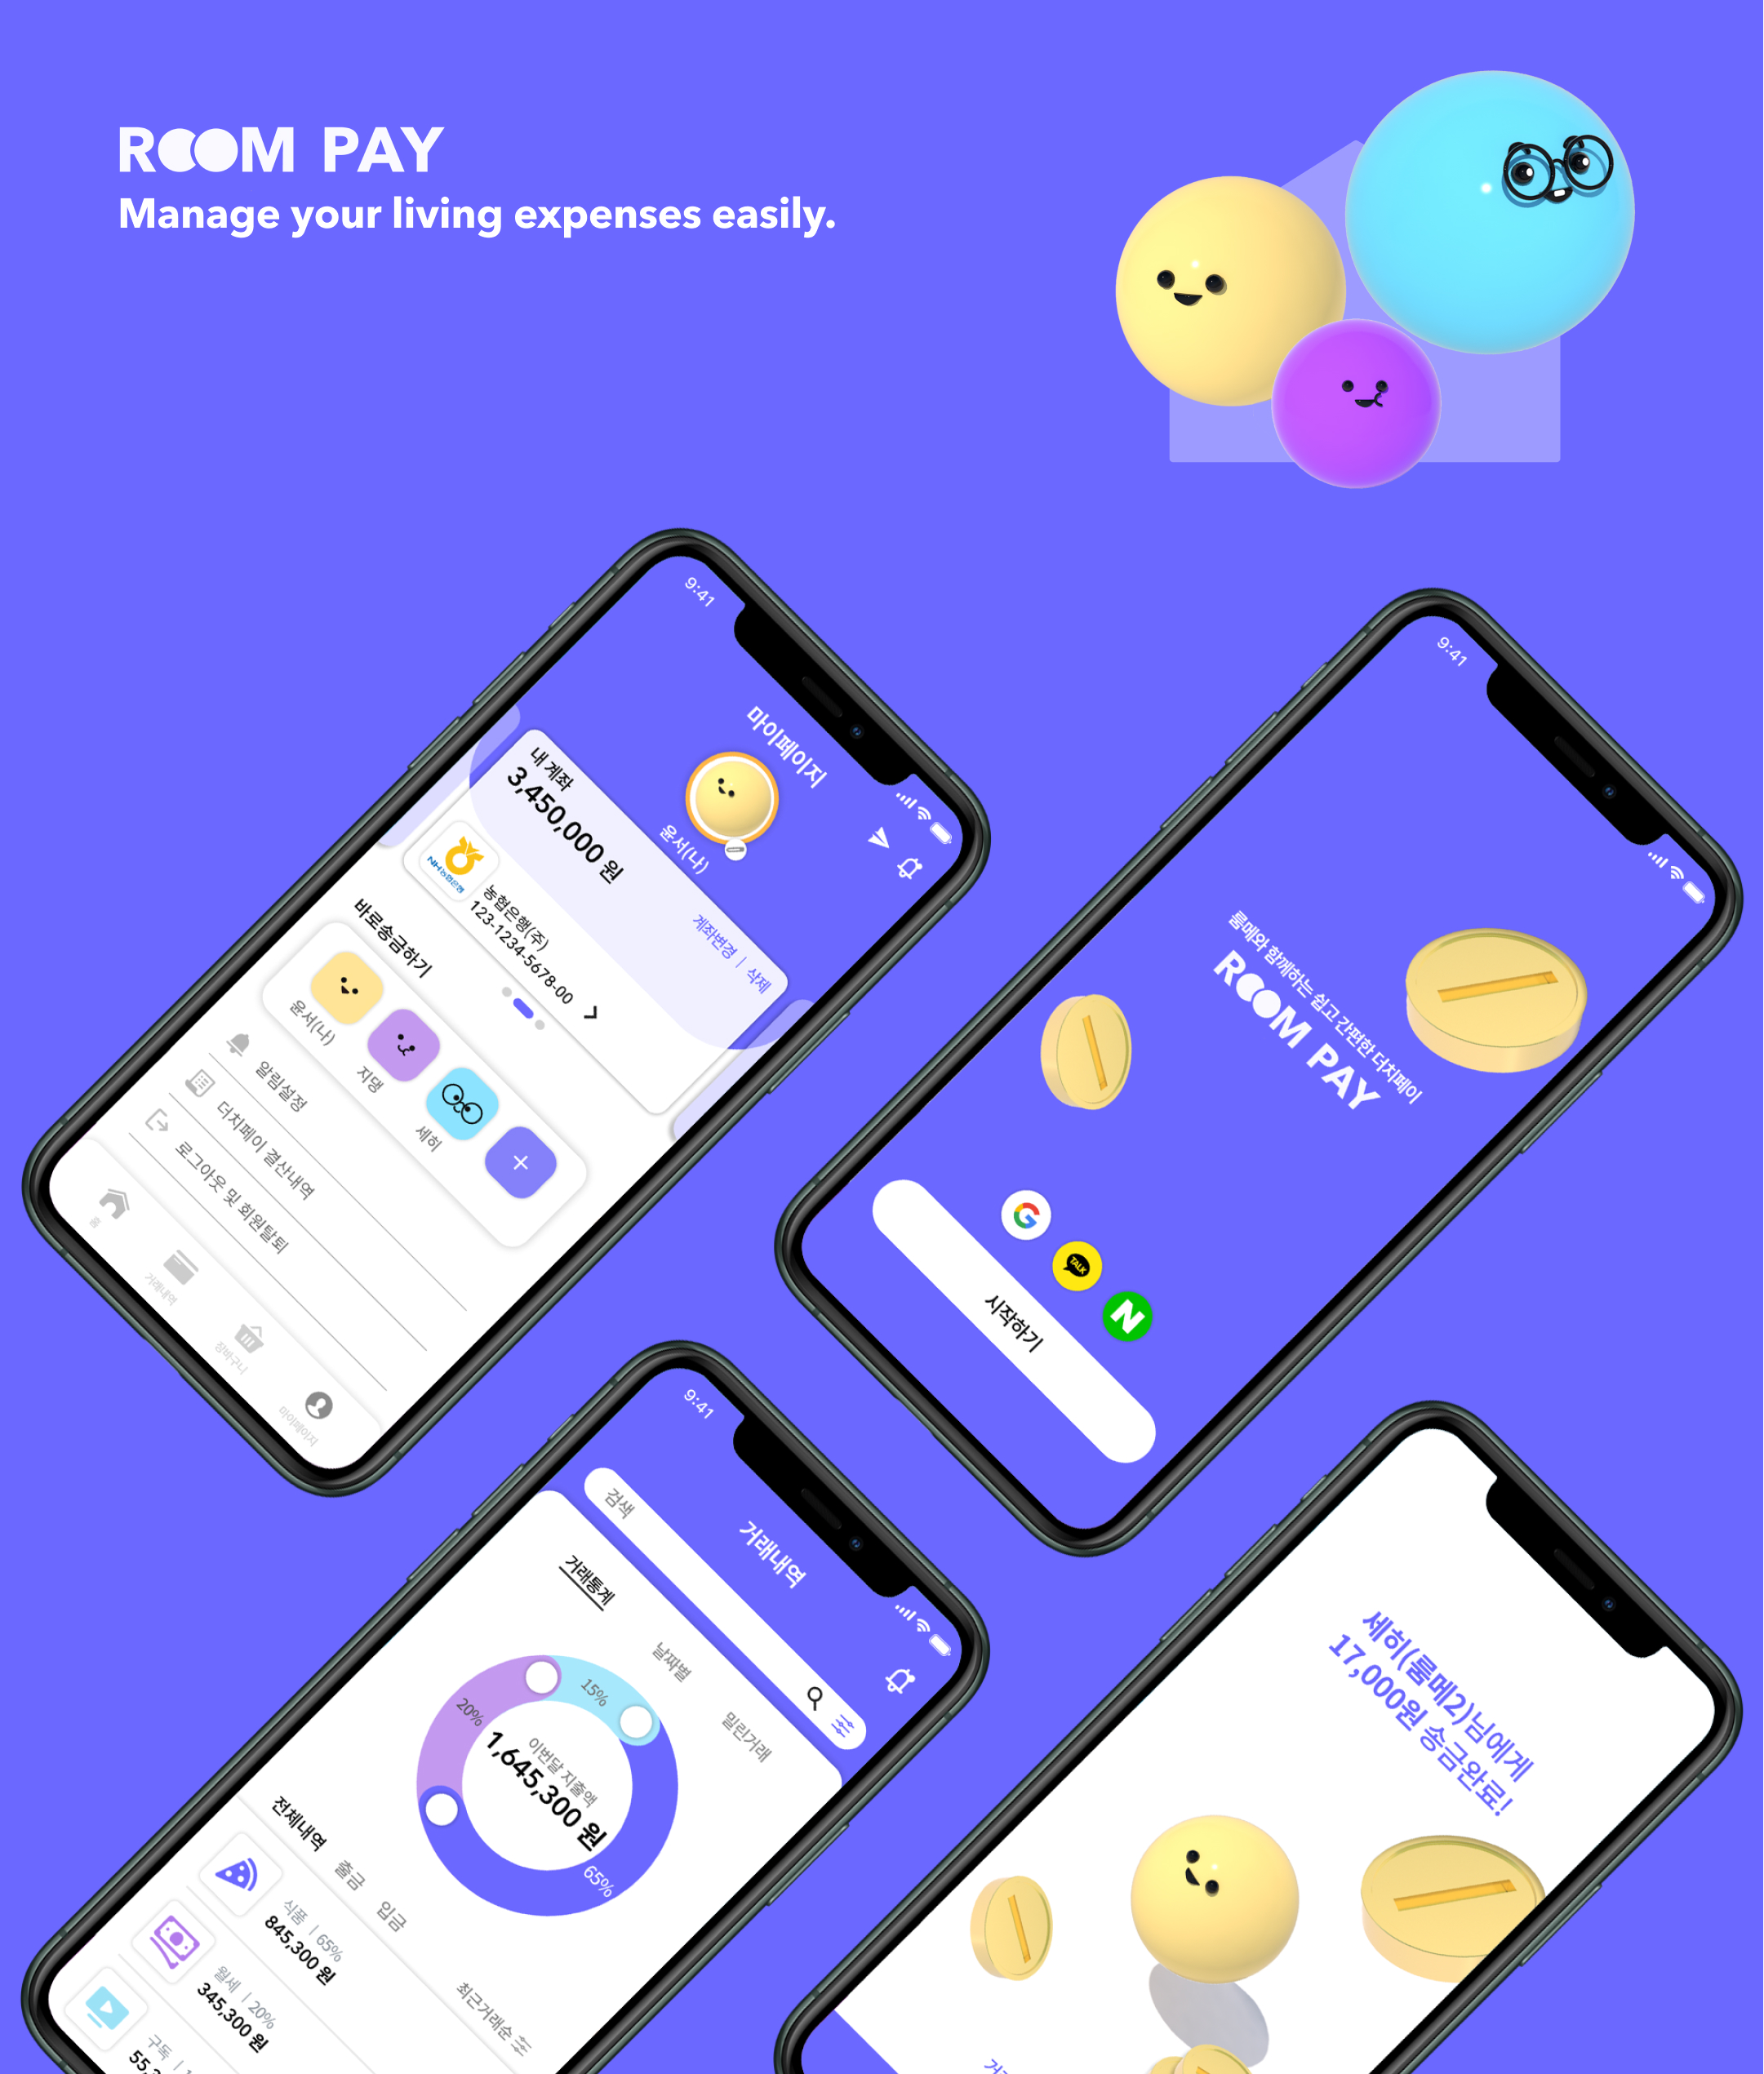 ROOM PAY
Manage your living expenses easily.
9:41
마이페이지
윤서(나)
내 계좌
3,450,000 원
계좌변경 | 삭제
NH농협은행
농협은행(주)
123-1234-5678-00
바로송금하기
윤서(나)
지댕
세히
알림설정
더치페이 결산내역
로그아웃 및 회원탈퇴
홈
거래내역
장바구니
마이페이지
9:41
룸메와 함께하는 쉽고 간편한 더치페이
ROOM PAY
G
TALK
N
시작하기
9:41
거래내역
검색
거래통계
날짜별
밀린거래
15%
20%
65%
이번달 지출액
1,645,300 원
전체내역
출금
입금
최근거래순
식품 | 65%
845,300 원
월세 | 20%
345,300 원
구독
세히(룸메2)님에게
17,000원 송금완료!